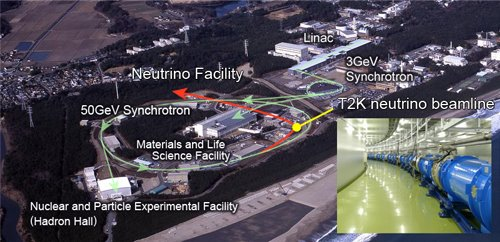 Linac
3GeV
Synchrotron
Neutrino Facility
T2K neutrino beamline
50GeV Synchrotron
Materials and Life
Science Facility
Nuclear and Particle Experimental Facility
(Hadron Hall)